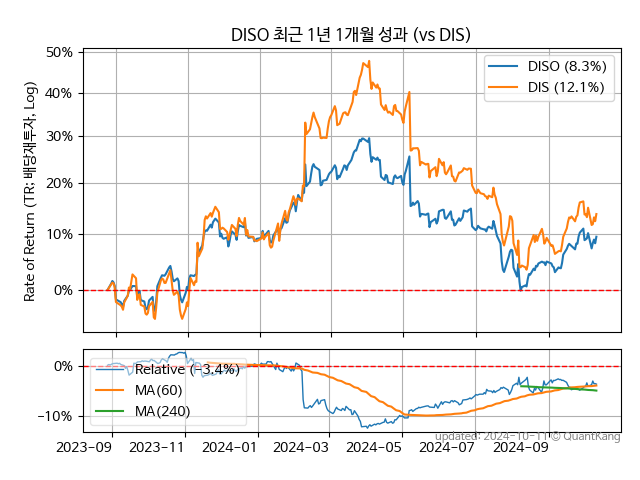 DISO 최근 1년 1개월 성과 (vs DIS)
Rate of Return (TR: 배당재투자, Log)
50%
40%
30%
20%
10%
0%
DISO (8.3%)
DIS (12.1%)
0%
−10%
Relative (−3.4%)
MA(60)
MA(240)
2023-09
2023-11
2024-01
2024-03
2024-05
2024-07
2024-09
updated: 2024-10-11 © QuantKang